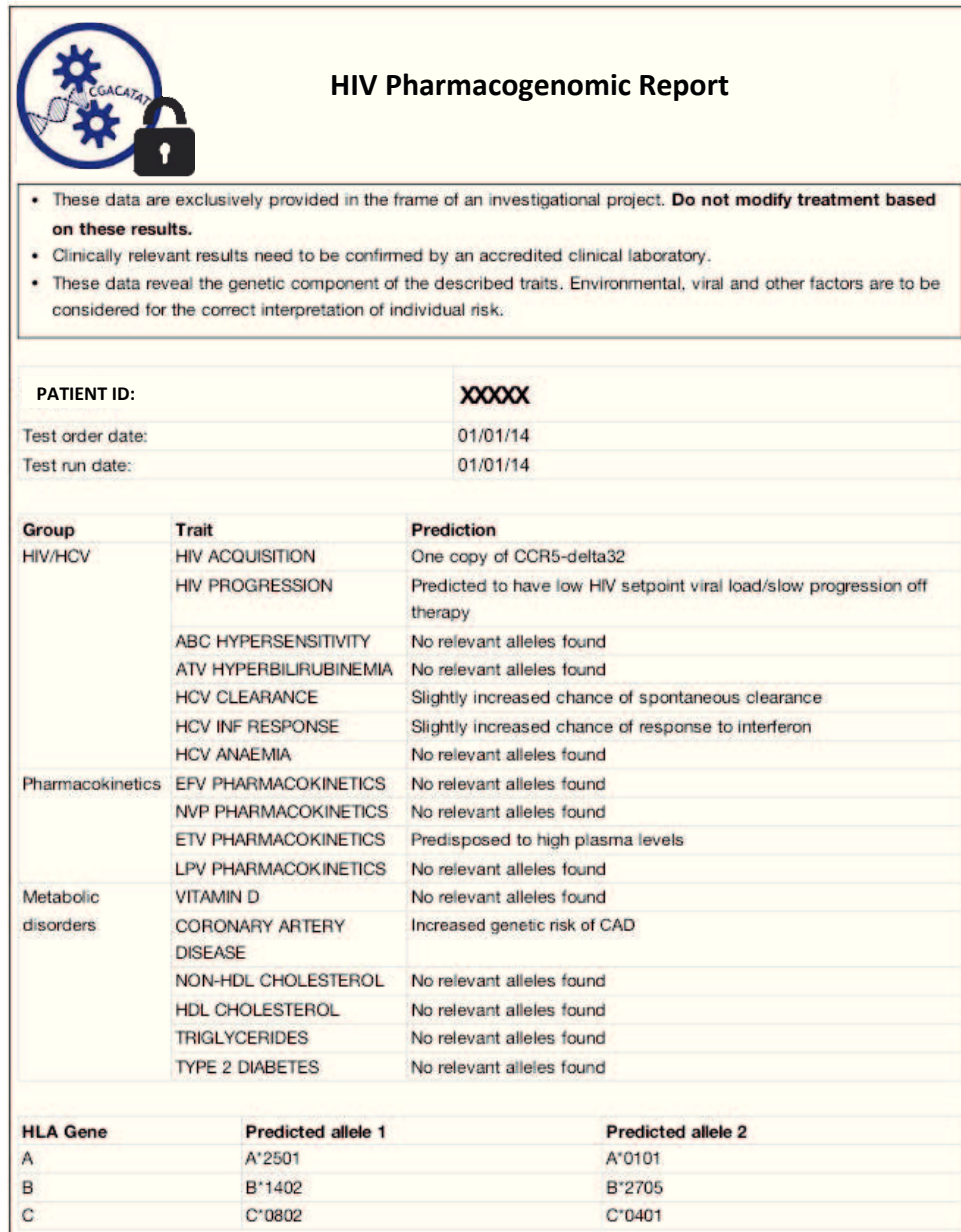 CGACATAT
HIV Pharmacogenomic Report
• These data are exclusively provided in the frame of an investigational project. Do not modify treatment based
on these results.
• Clinically relevant results need to be confirmed by an accredited clinical laboratory.
• These data reveal the genetic component of the described traits. Environmental, viral and other factors are to be
considered for the correct interpretation of individual risk.
PATIENT ID: XXXXX
Test order date: 01/01/14
Test run date: 01/01/14
Group Trait Prediction
HIV/HCV HIV ACQUISITION One copy of CCR5-delta32
HIV PROGRESSION Predicted to have low HIV setpoint viral load/slow progression off
therapy
ABC HYPERSENSITIVITY No relevant alleles found
ATV HYPERBILIRUBINEMIA No relevant alleles found
HCV CLEARANCE Slightly increased chance of spontaneous clearance
HCV INF RESPONSE Slightly increased chance of response to interferon
HCV ANAEMIA No relevant alleles found
Pharmacokinetics EFV PHARMACOKINETICS No relevant alleles found
NVP PHARMACOKINETICS No relevant alleles found
ETV PHARMACOKINETICS Predisposed to high plasma levels
LPV PHARMACOKINETICS No relevant alleles found
Metabolic VITAMIN D No relevant alleles found
disorders CORONARY ARTERY Increased genetic risk of CAD
DISEASE
NON-HDL CHOLESTEROL No relevant alleles found
HDL CHOLESTEROL No relevant alleles found
TRIGLYCERIDES No relevant alleles found
TYPE 2 DIABETES No relevant alleles found
HLA Gene Predicted allele 1 Predicted allele 2
A A*2501 A*0101
B B*1402 B*2705
C C*0802 C*0401